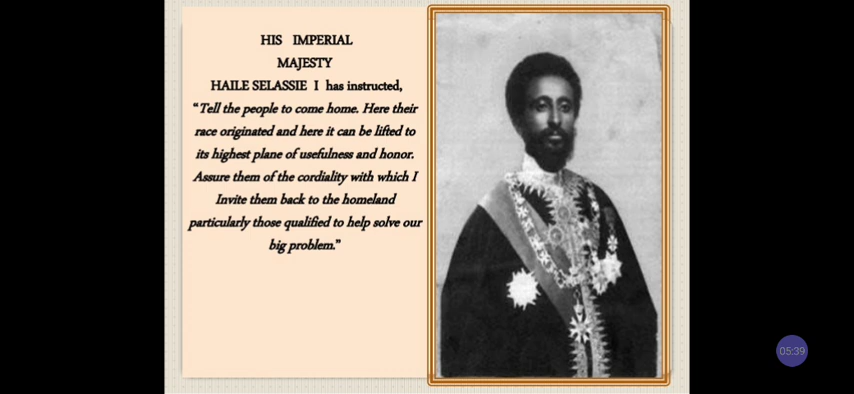 HIS IMPERIAL
MAJESTY
HAILE SELASSIE I has instructed,
“Tell the people to come home. Here their
race originated and here it can be lifted to
its highest plane of usefulness and honor.
Assure them of the cordiality with which I
Invite them back to the homeland
particularly those qualified to help solve our
big problem.”
05:39